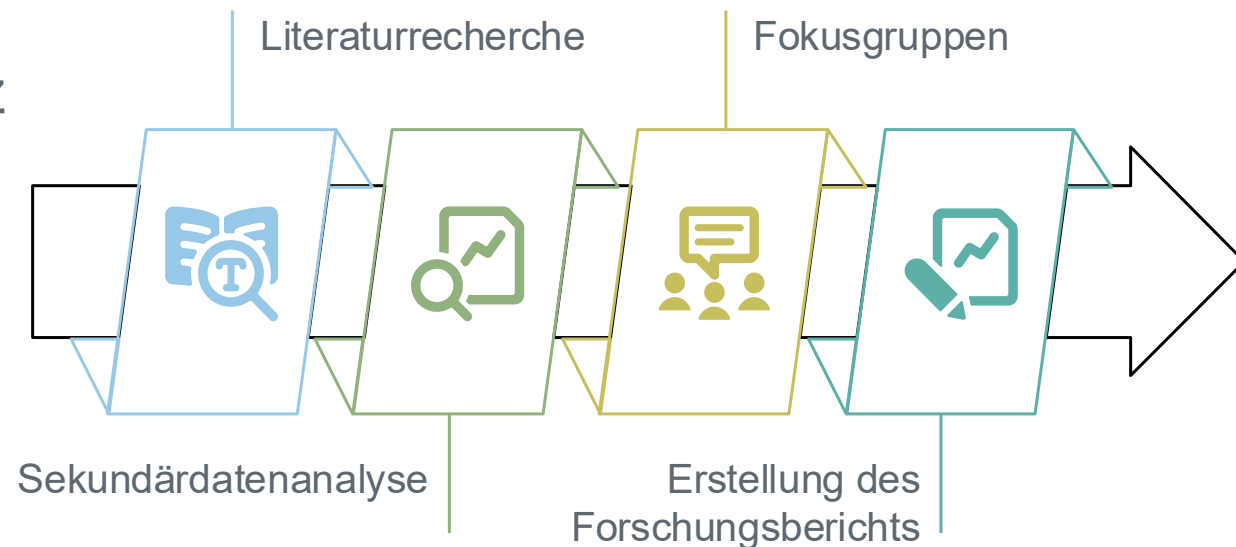 Literaturrecherche
Fokusgruppen
Sekundärdatenanalyse
Erstellung des
Forschungsberichts